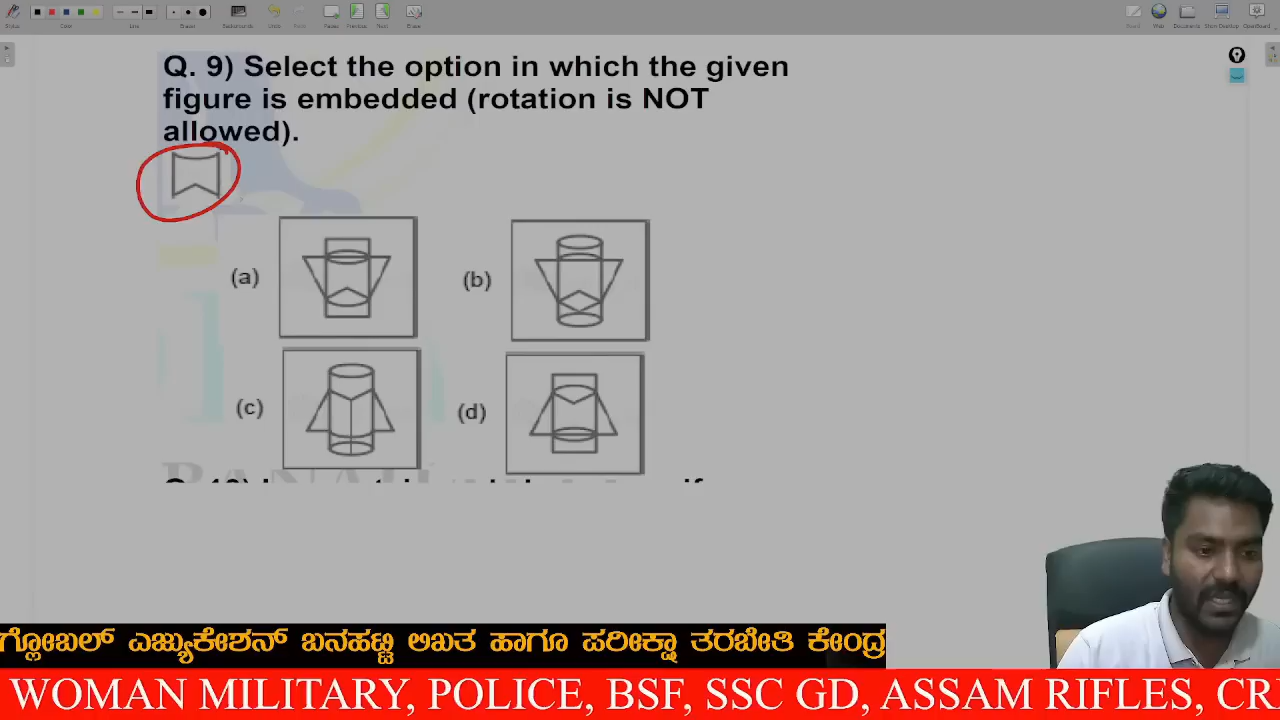 Q. 9) Select the option in which the given
figure is embedded (rotation is NOT
allowed).
(a)
(b)
(c)
(d)
ಗ್ಲೋಬಲ್ ಎಜ್ಯುಕೇಶನ್ ಬನಹಟ್ಟಿ ಲಿಖಿತ ಹಾಗೂ ಪರೀಕ್ಷಾ ತರಬೇತಿ ಕೇಂದ್ರ
WOMAN MILITARY, POLICE, BSF, SSC GD, ASSAM RIFLES, CR